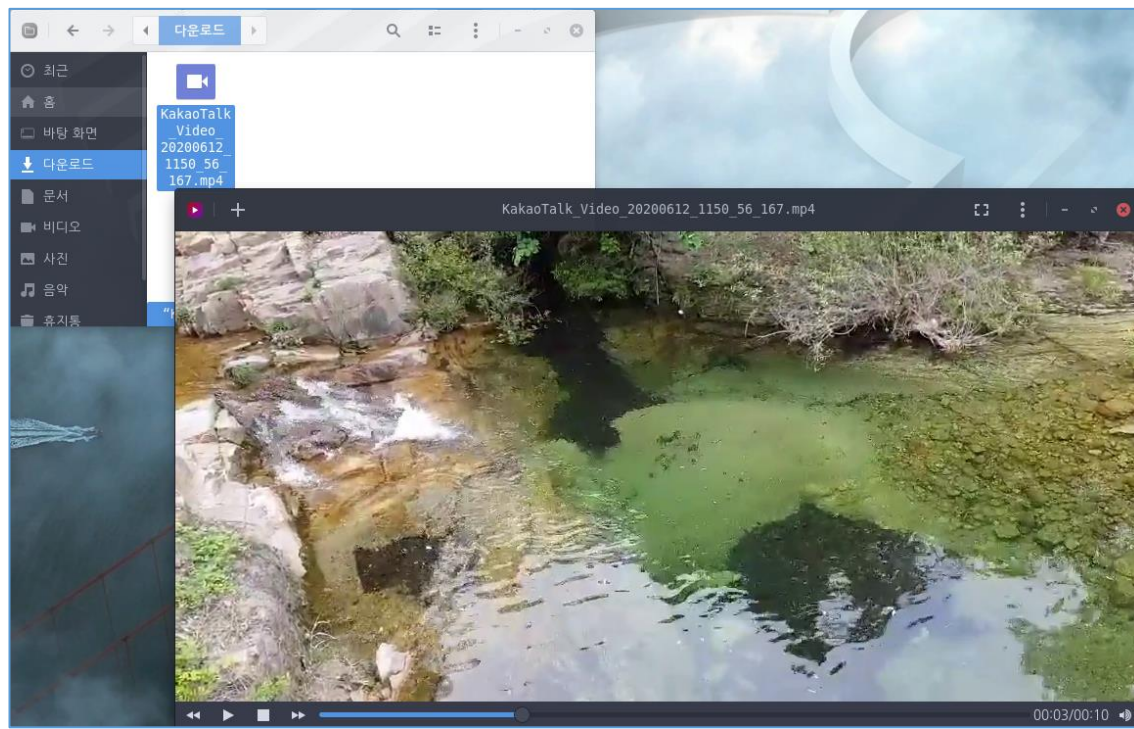 다운로드
최근
홈
바탕 화면
다운로드
문서
비디오
사진
음악
휴지통
KakaoTalk
_Video_
20200612_
1150_56_
167.mp4
KakaoTalk_Video_20200612_1150_56_167.mp4
00:03/00:10